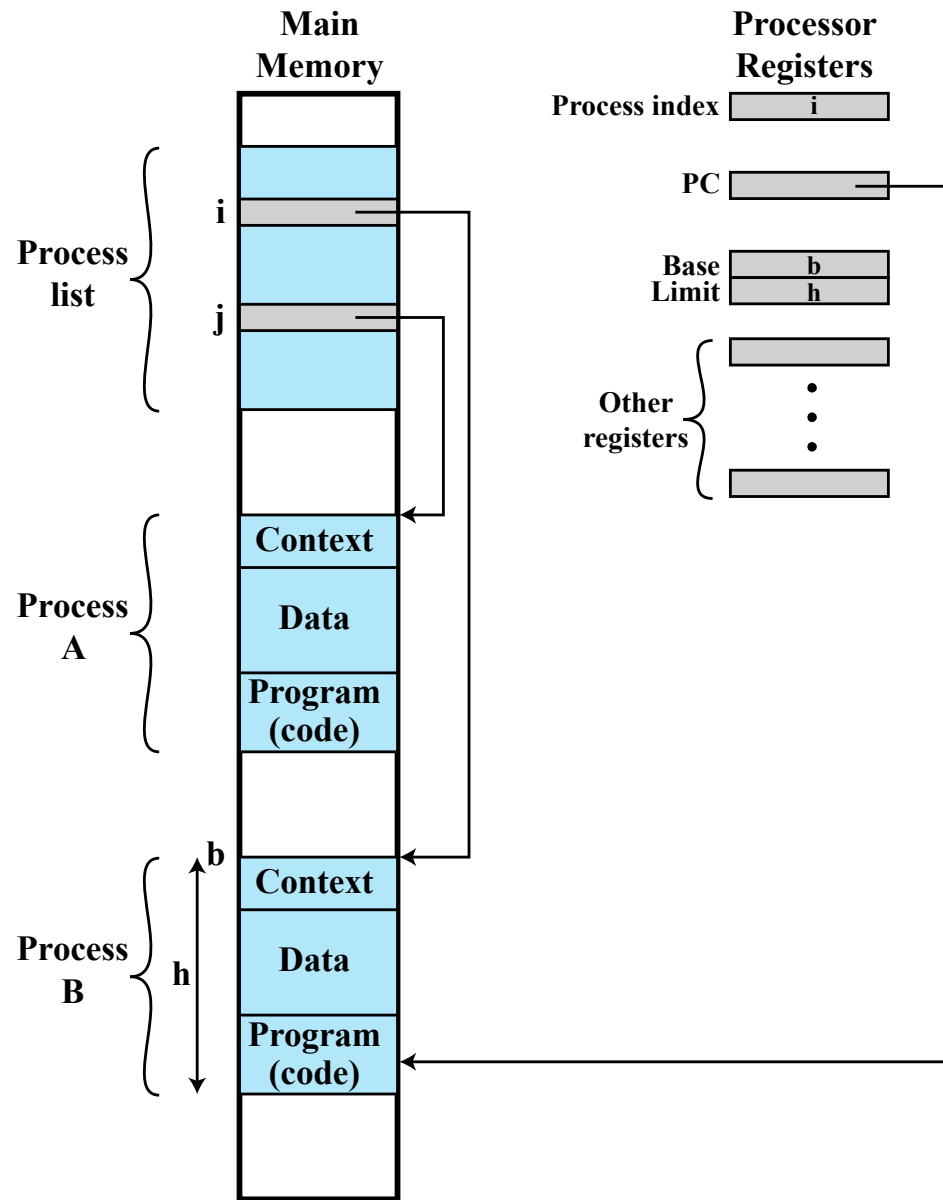 Main
Memory
Processor
Registers
Process index
i
PC
Base
b
Limit
h
Other
registers
Process
list
i
j
Process
A
Context
Data
Program
(code)
Process
B
b
h
Context
Data
Program
(code)